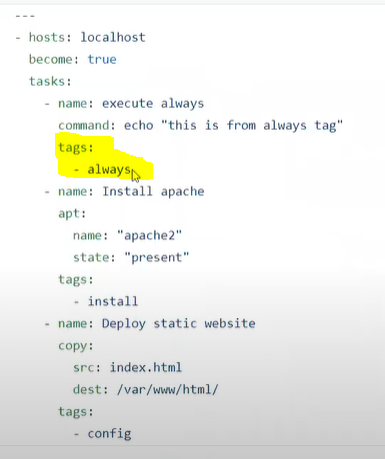 ---
- hosts: localhost
  become: true
  tasks:
    - name: execute always
      command: echo "this is from always tag"
      tags:
        - always
    - name: Install apache
      apt:
        name: "apache2"
        state: "present"
      tags:
        - install
    - name: Deploy static website
      copy:
        src: index.html
        dest: /var/www/html/
      tags:
        - config